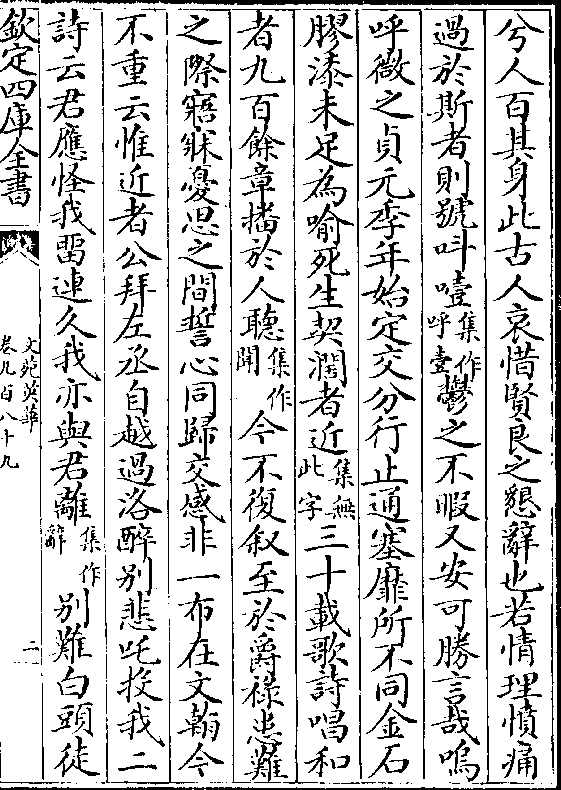 兮人百其身此古人哀惜賢良之懇辭也若情理憤痛
過於斯者則號呌噎集作呼壹鬱之不暇又安可勝言哉嗚
呼微之貞元季年始定交分行止通塞靡所不同金石
膠漆未足為喻死生契濶者近集無此字三十載歌詩唱和
者九百餘章播於人聽集作聞今不復叙至於爵祿患難
之際寤寐憂思之間誓心同歸交感非一布在文翰今
不重云惟近者公拜左丞自越過洛醉别悲吒投我二
詩云君應怪我畱連久我亦與君離集作辭别難白頭徒
欽定四庫全書
文苑英華
卷九百八十九
二